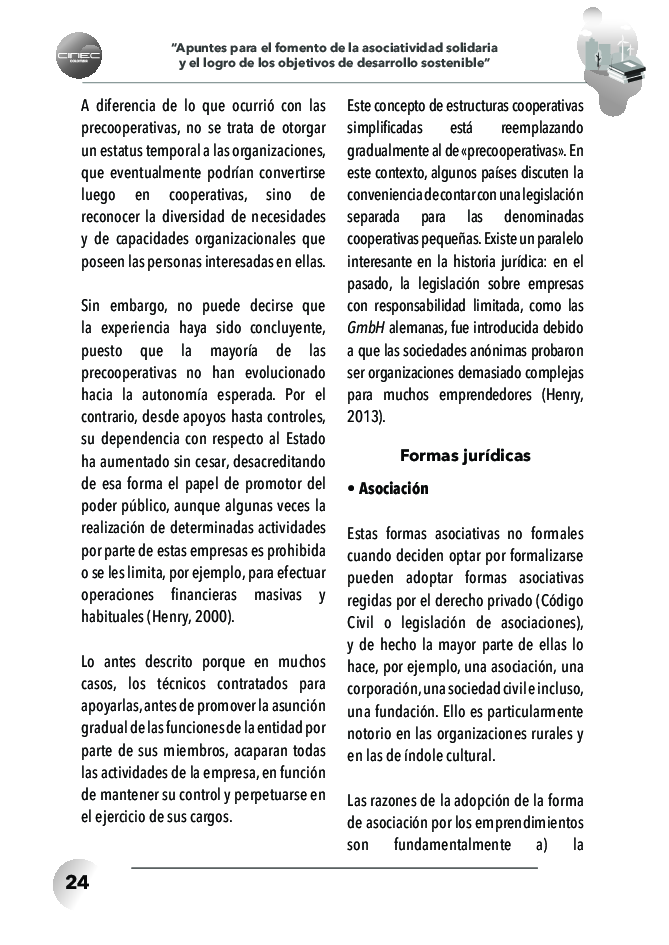 CINEC
"Apuntes para el fomento de la asociatividad solidaria
y el logro de los objetivos de desarrollo sostenible"
A diferencia de lo que ocurrió con las
precooperativas, no se trata de otorgar
un estatus temporal a las organizaciones,
que eventualmente podrían convertirse
luego en cooperativas, sino de
reconocer la diversidad de necesidades
y de capacidades organizacionales que
poseen las personas interesadas en ellas.
Sin embargo, no puede decirse que
la experiencia haya sido concluyente,
puesto que la mayoría de las
precooperativas no han evolucionado
hacia la autonomía esperada. Por el
contrario, desde apoyos hasta controles,
su dependencia con respecto al Estado
ha aumentado sin cesar, desacreditando
de esa forma el papel de promotor del
poder público, aunque algunas veces la
realización de determinadas actividades
por parte de estas empresas es prohibida
o se les limita, por ejemplo, para efectuar
operaciones financieras masivas y
habituales (Henry, 2000).
Lo antes descrito porque en muchos
casos, los técnicos contratados para
apoyarlas, antes de promover la asunción
gradual de las funciones de la entidad por
parte de sus miembros, acaparan todas
las actividades de la empresa, en función
de mantener su control y perpetuarse en
el ejercicio de sus cargos.
Este concepto de estructuras cooperativas
simplificadas está reemplazando
gradualmente al de «precooperativas». En
este contexto, algunos países discuten la
conveniencia de contar con una legislación
separada para las denominadas
cooperativas pequeñas. Existe un paralelo
interesante en la historia jurídica: en el
pasado, la legislación sobre empresas
con responsabilidad limitada, como las
GmbH alemanas, fue introducida debido
a que las sociedades anónimas probaron
ser organizaciones demasiado complejas
para muchos emprendedores (Henry,
2013).
Formas jurídicas
• Asociación
Estas formas asociativas no formales
cuando deciden optar por formalizarse
pueden adoptar formas asociativas
regidas por el derecho privado (Código
Civil o legislación de asociaciones),
y de hecho la mayor parte de ellas lo
hace, por ejemplo, una asociación, una
corporación, una sociedad civil e incluso,
una fundación. Ello es particularmente
notorio en las organizaciones rurales y
en las de índole cultural.
Las razones de la adopción de la forma
de asociación por los emprendimientos
son fundamentalmente a) la
24